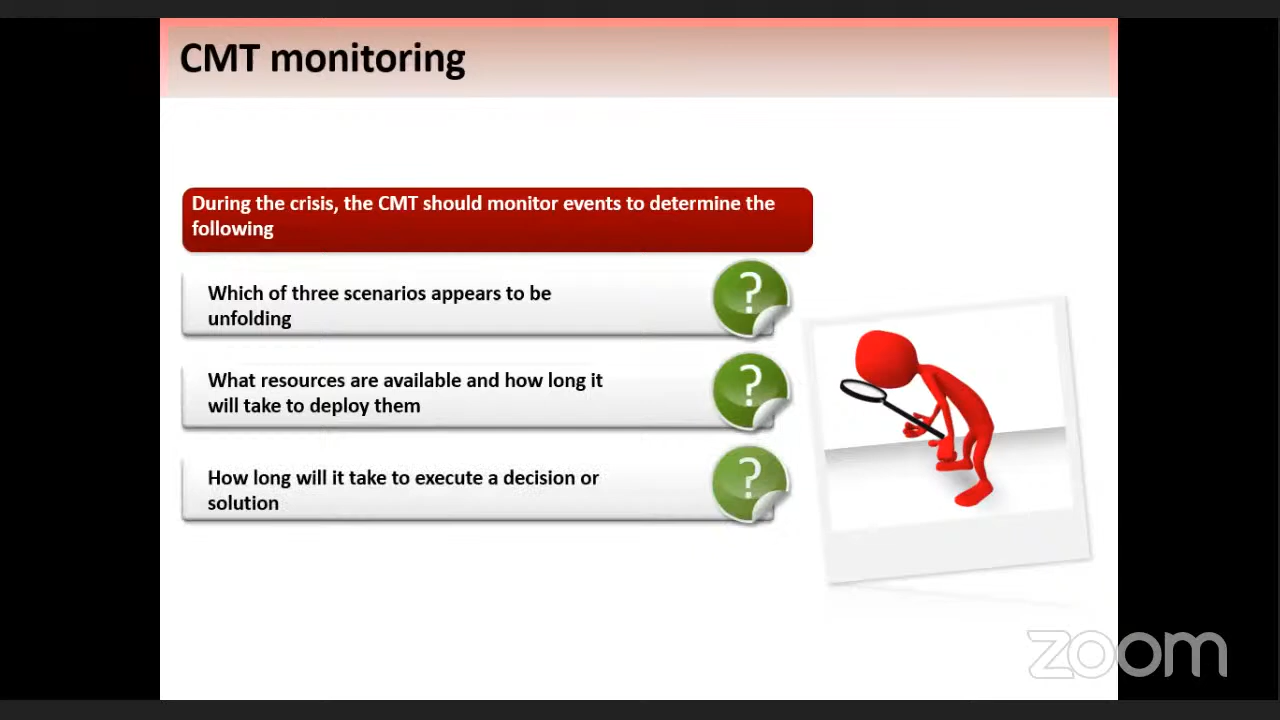 CMT monitoring
During the crisis, the CMT should monitor events to determine the
following
Which of three scenarios appears to be
unfolding
?
What resources are available and how long it
will take to deploy them
?
How long will it take to execute a decision or
solution
?
zoom